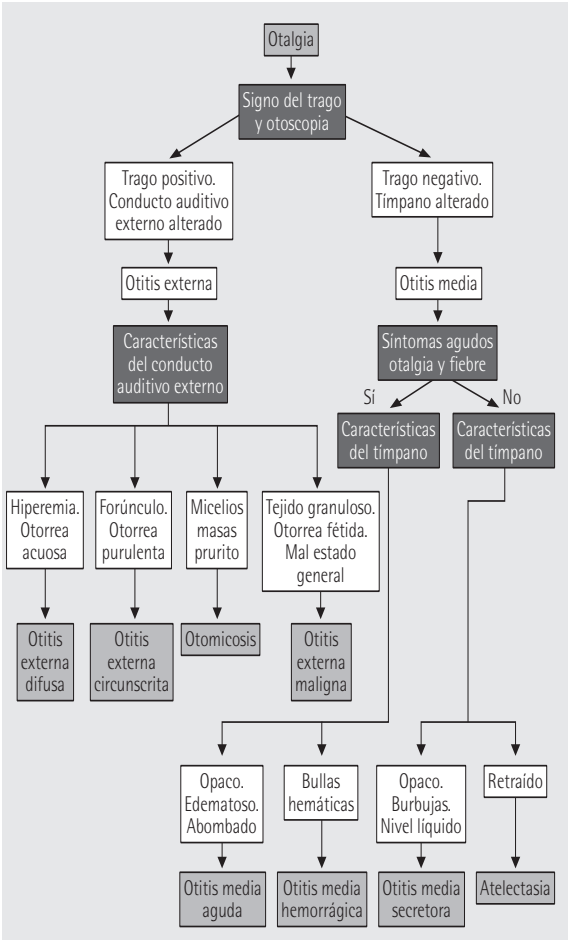 Otalgia
Signo del trago
y otoscopia
Trago positivo.
Conducto auditivo
externo alterado
Trago negativo.
Tímpano alterado
Otitis externa
Otitis media
Características
del conducto
auditivo externo
Síntomas agudos
otalgia y fiebre
Sí
No
Características
del tímpano
Características
del tímpano
Hiperemia.
Otorrea
acuosa
Forúnculo.
Otorrea
purulenta
Micelios
masas
prurito
Tejido granuloso.
Otorrea fétida.
Mal estado
general
Otitis
externa
difusa
Otitis
externa
circunscrita
Otomicosis
Otitis
externa
maligna
Opaco.
Edematoso.
Abombado
Bullas
hemáticas
Opaco.
Burbujas.
Nivel líquido
Retraído
Otitis media
aguda
Otitis media
hemorrágica
Otitis media
secretora
Atelectasia